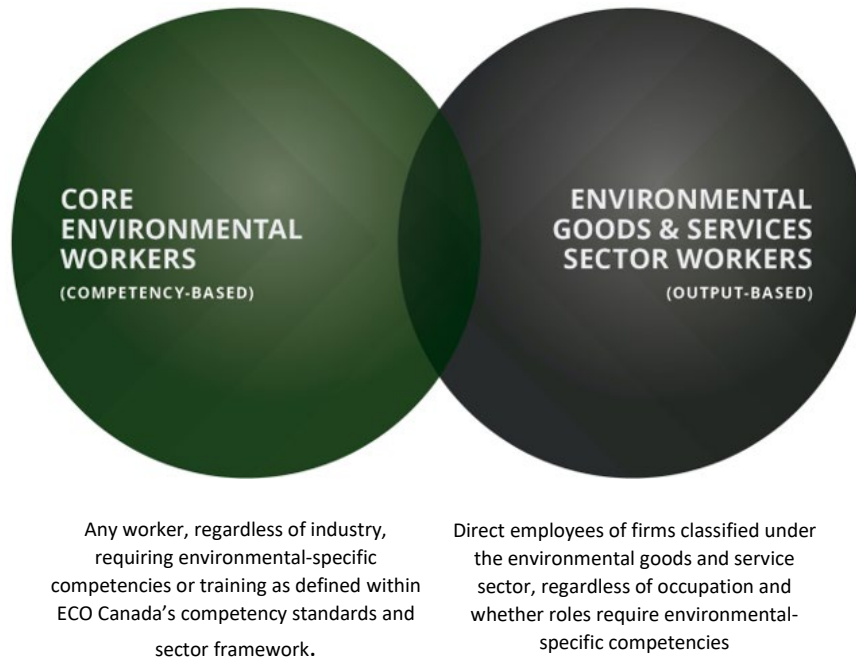 CORE
ENVIRONMENTAL
WORKERS
(COMPETENCY-BASED)
ENVIRONMENTAL
GOODS & SERVICES
SECTOR WORKERS
(OUTPUT-BASED)
Any worker, regardless of industry,
requiring environmental-specific
competencies or training as defined within
ECO Canada’s competency standards and
sector framework.
Direct employees of firms classified under
the environmental goods and service
sector, regardless of occupation and
whether roles require environmental-
specific competencies